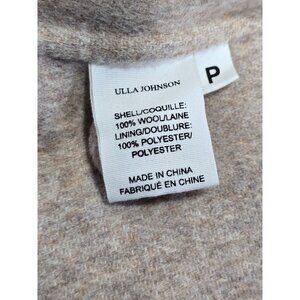 ULLA JOHNSON
P
SHELL/COQUILLE:
100% WOOL/LAINE
LINING/DOUBLURE:
100% POLYESTER/
POLYESTER
MADE IN CHINA
FABRIQUÉ EN CHINE